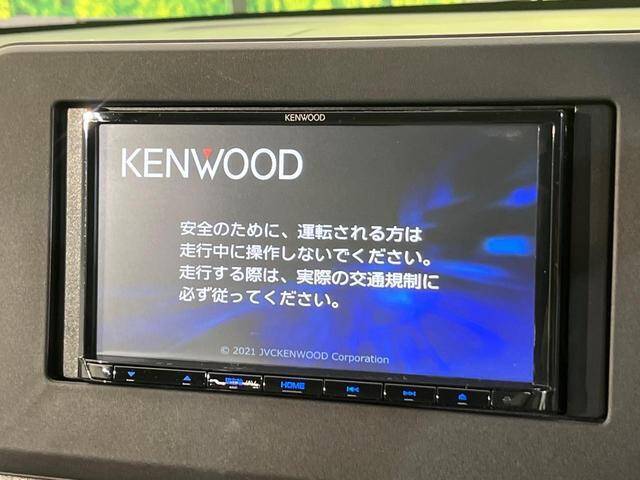 KENWOOD
KENWOOD
安全のために、運転される方は
走行中に操作しないでください。
走行する際は、実際の交通規制に
必ず従ってください。
© 2021 JVCKENWOOD Corporation
HOME